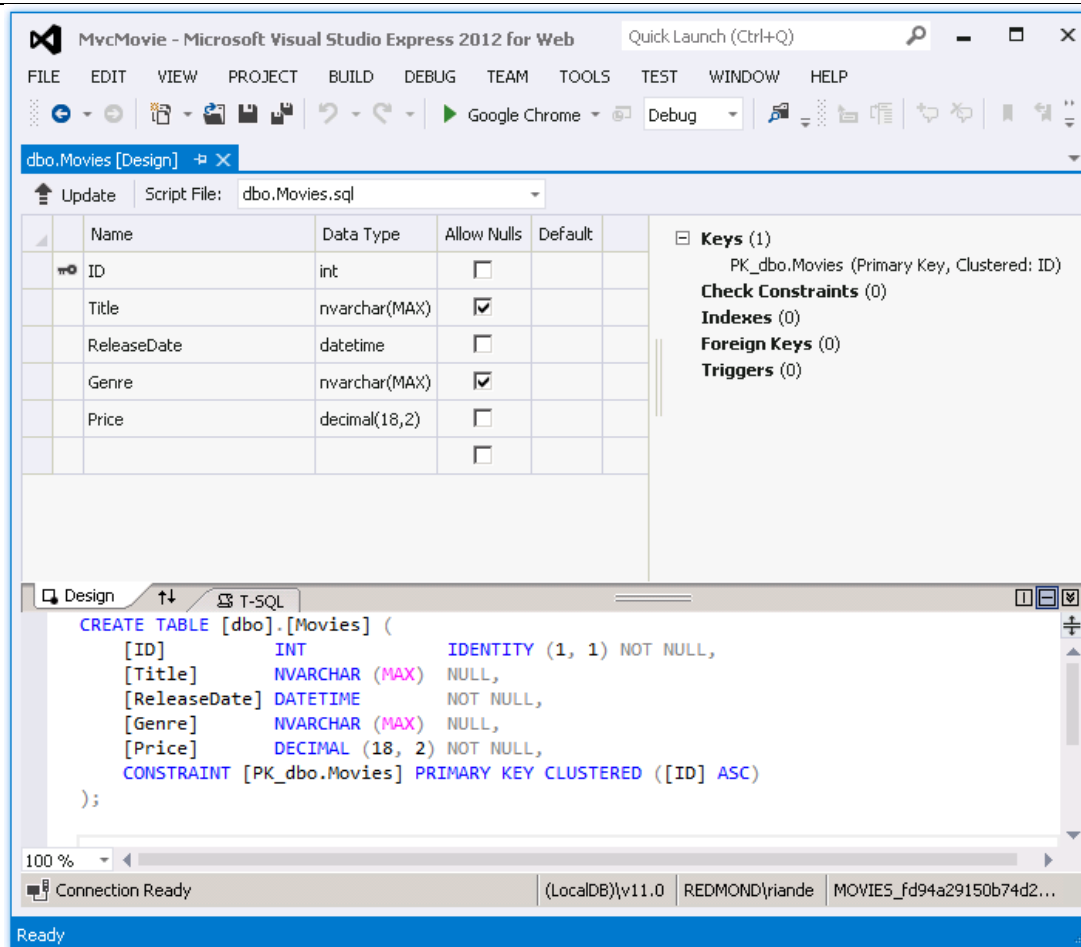 MvcMovie - Microsoft Visual Studio Express 2012 for Web Quick Launch (Ctrl+Q)
FILE EDIT VIEW PROJECT BUILD DEBUG TEAM TOOLS TEST WINDOW HELP
Google Chrome Debug
dbo.Movies [Design]
Update Script File: dbo.Movies.sql
Name Data Type Allow Nulls Default
ID int
Title nvarchar(MAX)
ReleaseDate datetime
Genre nvarchar(MAX)
Price decimal(18,2)
Keys (1)
PK_dbo.Movies (Primary Key, Clustered: ID)
Check Constraints (0)
Indexes (0)
Foreign Keys (0)
Triggers (0)
Design T-SQL
CREATE TABLE [dbo].[Movies] (
[ID] INT IDENTITY (1, 1) NOT NULL,
[Title] NVARCHAR (MAX) NULL,
[ReleaseDate] DATETIME NOT NULL,
[Genre] NVARCHAR (MAX) NULL,
[Price] DECIMAL (18, 2) NOT NULL,
CONSTRAINT [PK_dbo.Movies] PRIMARY KEY CLUSTERED ([ID] ASC)
);
100 %
Connection Ready (LocalDB)\v11.0 REDMOND\riande MOVIES_fd94a29150b74d2...
Ready